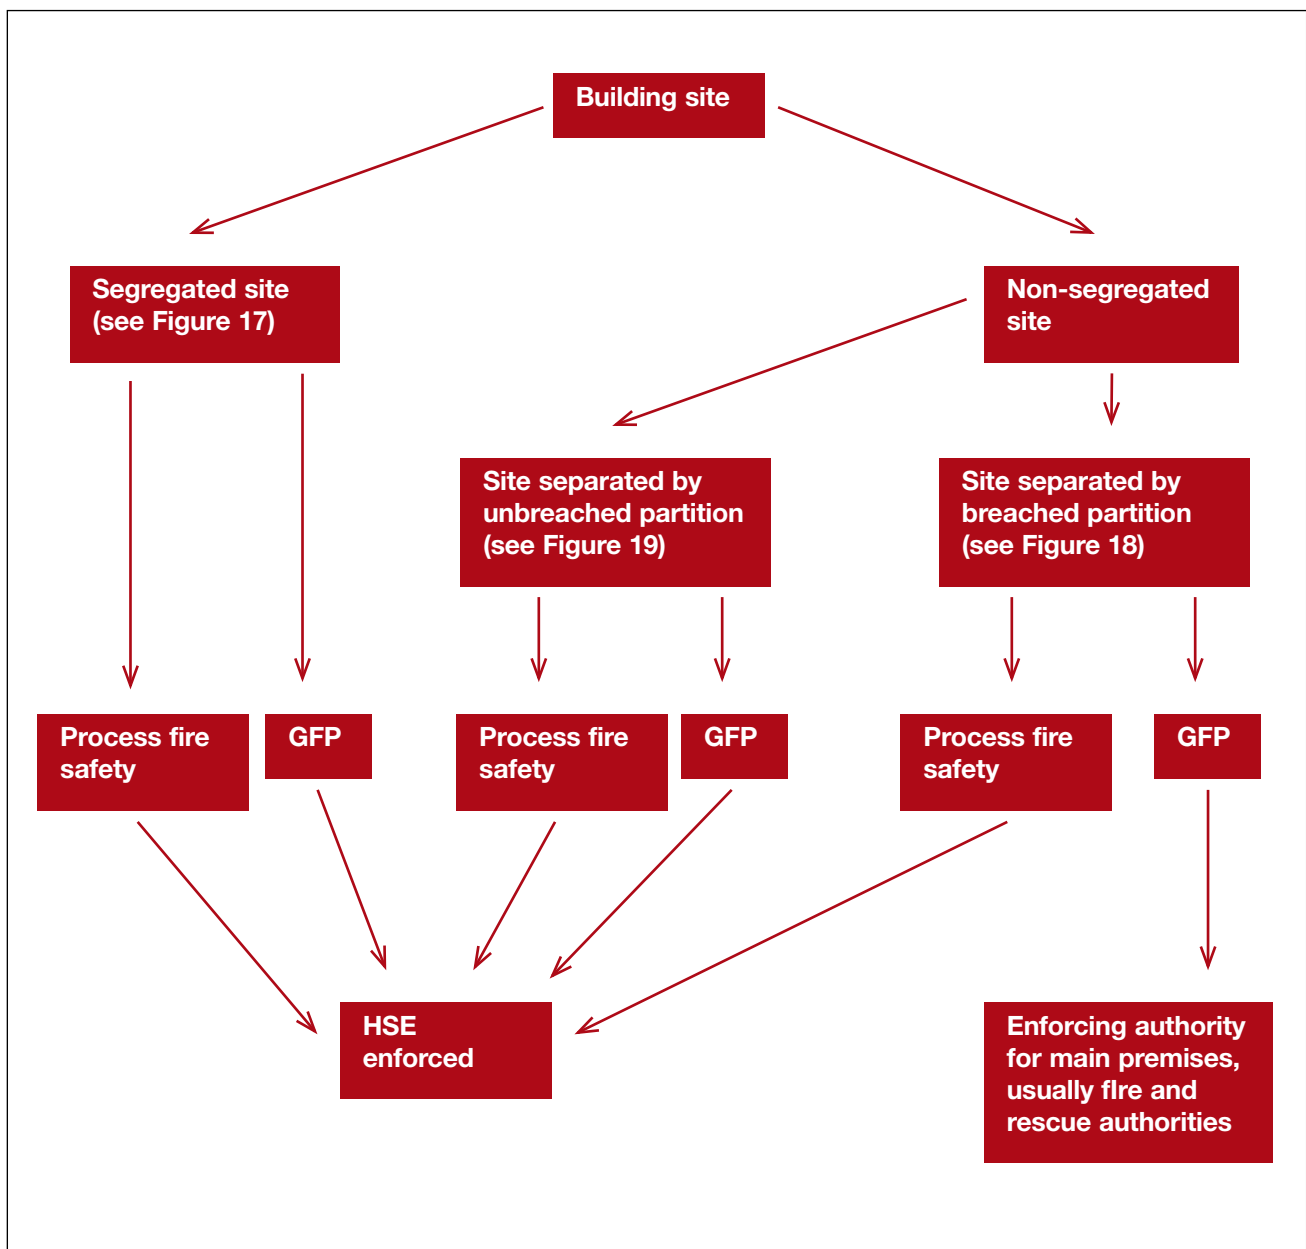 Building site
Segregated site
(see Figure 17)
Non-segregated
site
Site separated by
unbreached partition
(see Figure 19)
Site separated by
breached partition
(see Figure 18)
Process fire
safety
GFP
Process fire
safety
GFP
Process fire
safety
GFP
HSE
enforced
Enforcing authority
for main premises,
usually flre and
rescue authorities